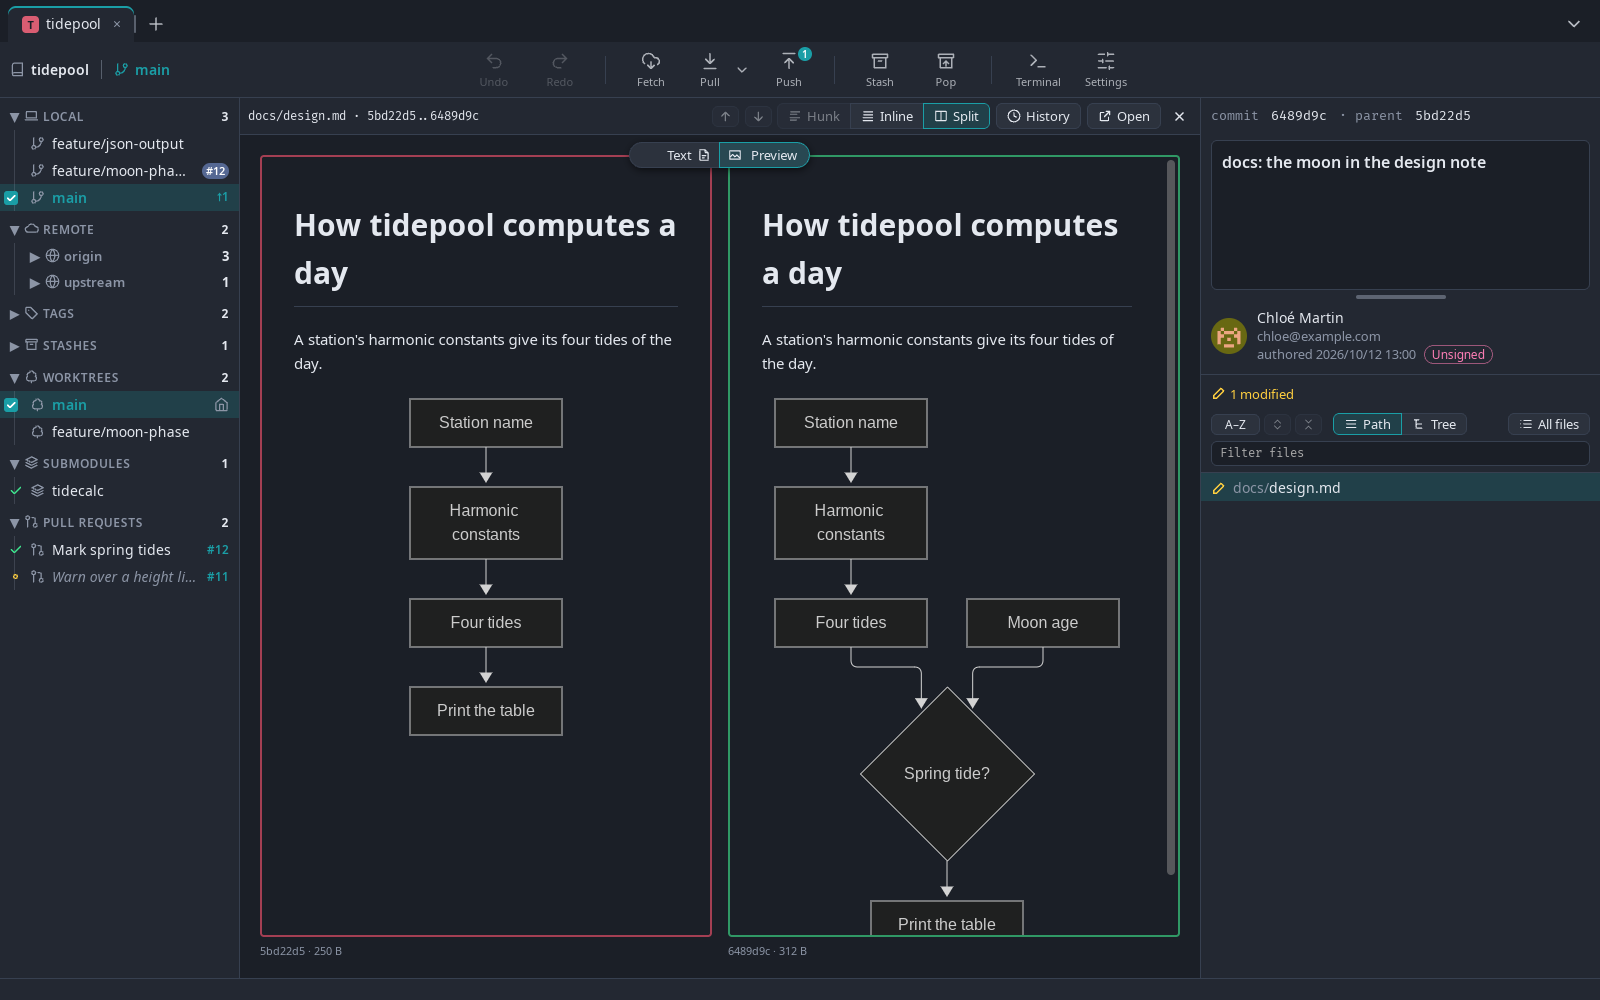 T tidepool ×
tidepool main
Undo
Redo
Fetch
Pull
Push
1
Stash
Pop
Terminal
Settings
LOCAL 3
feature/json-output
feature/moon-pha... #12
main ↑1
REMOTE 2
origin 3
upstream 1
TAGS 2
STASHES 1
WORKTREES 2
main
feature/moon-phase
SUBMODULES 1
tidecalc
PULL REQUESTS 2
Mark spring tides #12
Warn over a height li... #11
docs/design.md · 5bd22d5..6489d9c
Hunk
Inline
Split
History
Open
Text
Preview
How tidepool computes a
day
A station's harmonic constants give its four tides of the
day.
Station name
Harmonic
constants
Four tides
Print the table
5bd22d5 · 250 B
How tidepool computes
a day
A station's harmonic constants give its four tides of
the day.
Station name
Harmonic
constants
Four tides
Moon age
Spring tide?
Print the table
6489d9c · 312 B
commit 6489d9c · parent 5bd22d5
docs: the moon in the design note
Chloé Martin
chloe@example.com
authored 2026/10/12 13:00 Unsigned
1 modified
A–Z
Path
Tree
All files
Filter files
docs/design.md